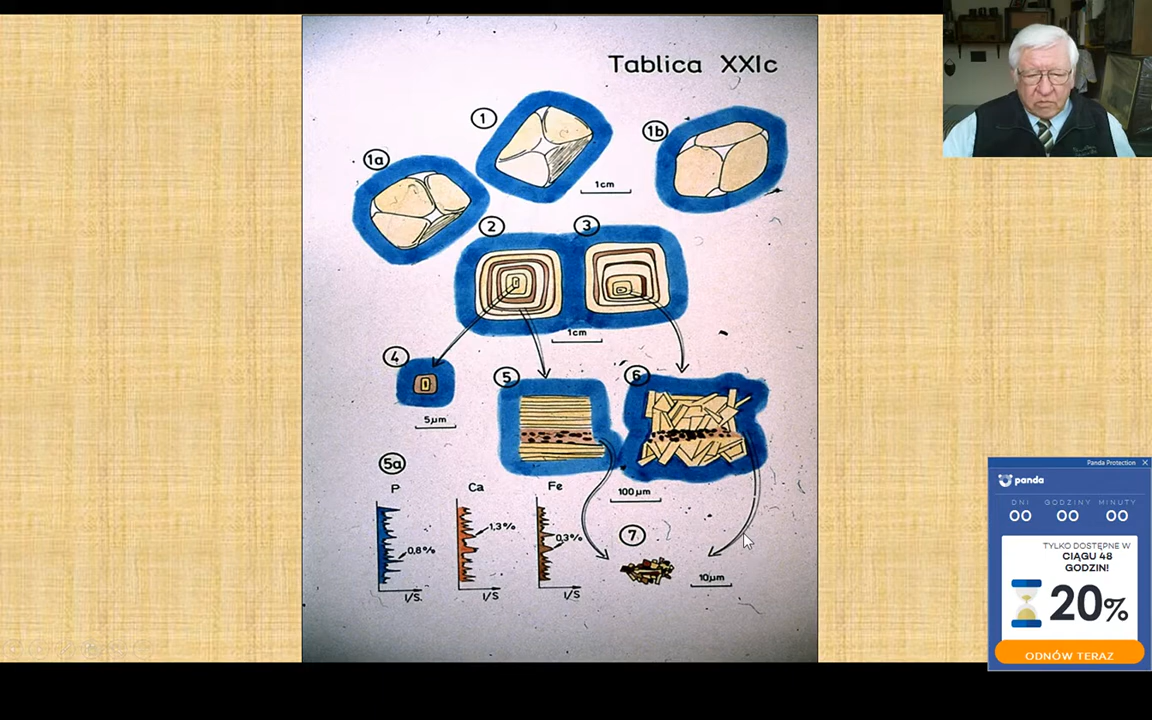 Tablica XXIc
1
1b
1a
1cm
2
3
1cm
4
5
6
5µm
5a
P
Ca
Fe
100µm
1,3%
0,3%
0,8%
7
10µm
I/S.
I/S
I/S
Panda Protection
panda
DNI GODZINY MINUTY
00 00 00
TYLKO DOSTĘPNE W
CIĄGU 48
GODZIN!
20%
ODNÓW TERAZ